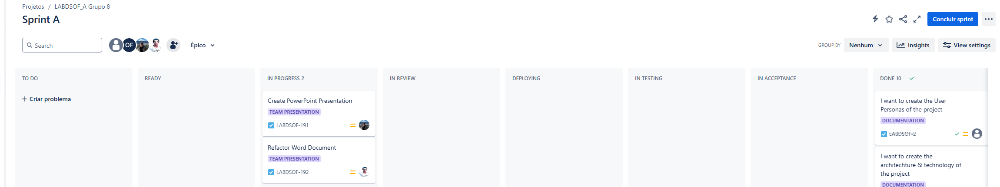 Projetos / LABDSOF_A Grupo 8
Sprint A
Concluir sprint
Search
OF
Épico
GROUP BY
Nenhum
Insights
View settings
TO DO
Criar problema
READY
IN PROGRESS 2
Create PowerPoint Presentation
TEAM PRESENTATION
LABDSOF-191
Refactor Word Document
TEAM PRESENTATION
LABDSOF-192
IN REVIEW
DEPLOYING
IN TESTING
IN ACCEPTANCE
DONE 10
I want to create the User
Personas of the project
DOCUMENTATION
LABDSOF-2
I want to create the
architechture & technology of
the project
DOCUMENTATION